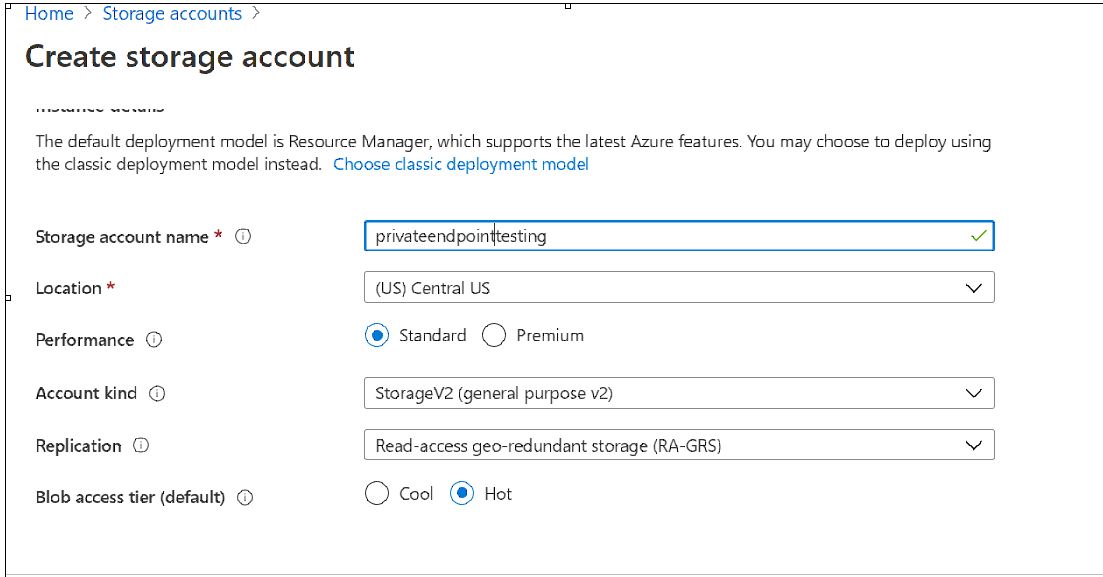 Home > Storage accounts >
Create storage account
Instance details
The default deployment model is Resource Manager, which supports the latest Azure features. You may choose to deploy using
the classic deployment model instead. Choose classic deployment model
Storage account name * privateendpointtesting
Location * (US) Central US
Performance Standard Premium
Account kind StorageV2 (general purpose v2)
Replication Read-access geo-redundant storage (RA-GRS)
Blob access tier (default) Cool Hot